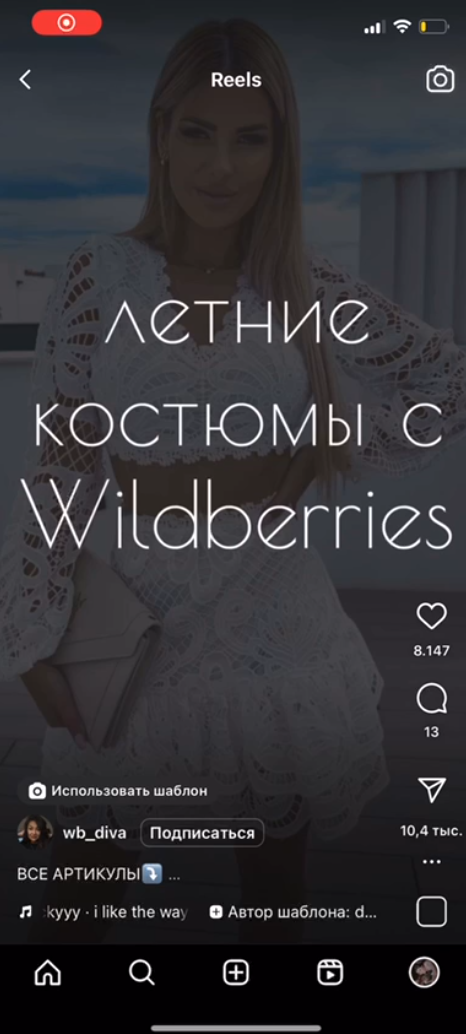 Reels
летние
костюмы с
Wildberries
8.147
13
Использовать шаблон
10,4 тыс.
wb_diva Подписаться
ВСЕ АРТИКУЛЫ⤵️ ...
kyyy · i like the way Автор шаблона: d...